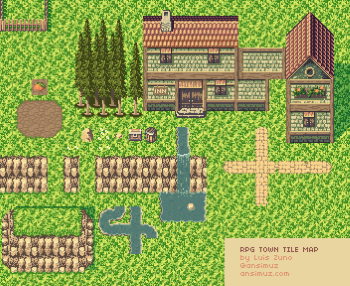 INN
RPG TOWN TILE MAP
by Luis Zuno
@ansimuz
ansimuz.com